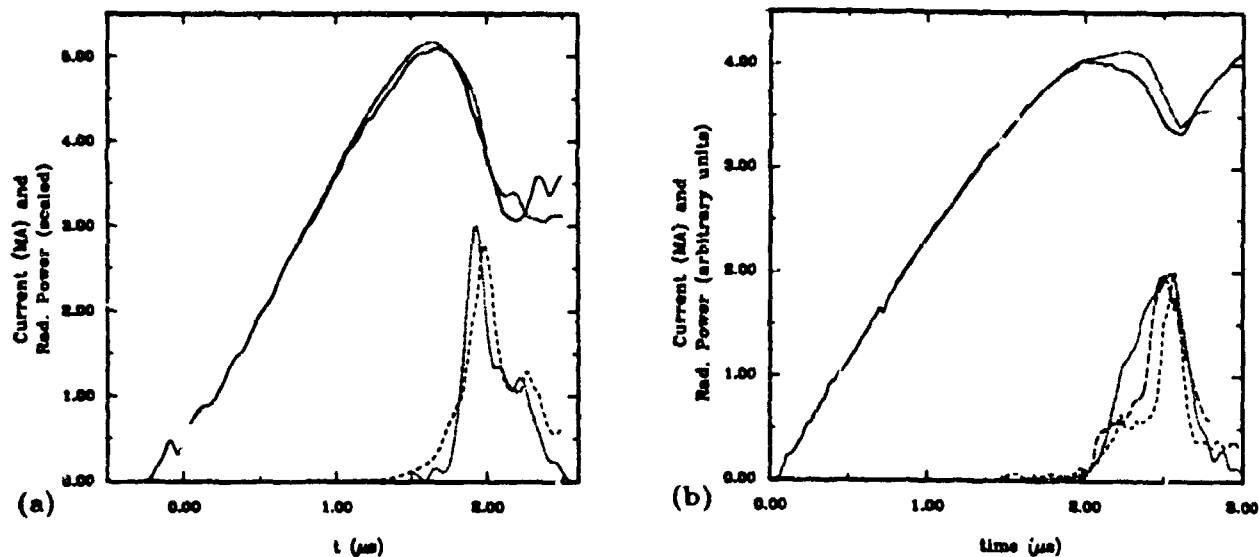 5.00
4.00
3.00
2.00
1.00
0.00
Current (MA) and
Rad. Power (scaled)
0.00 1.00 2.00
t (μs)
(a)
4.00
3.00
2.00
1.00
0.00
Current (MA) and
Rad. Power (arbitrary units)
0.00 1.00 2.00 3.00
time (μs)
(b)